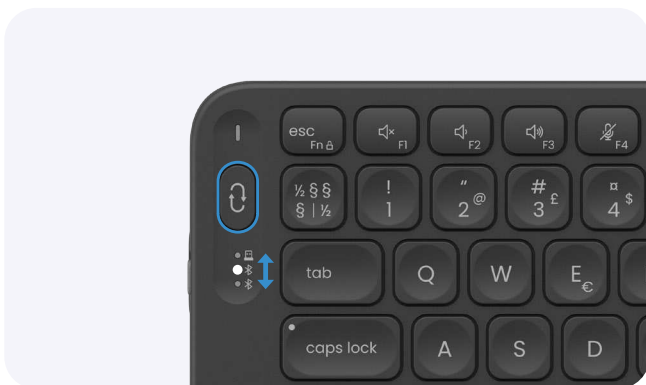 esc
Fn
F1
F2
F3
F4
½ § §
§ | ½
!
1
"
2 @
#
3 £
¤
4 $
tab
Q
W
E €
caps lock
A
S
D